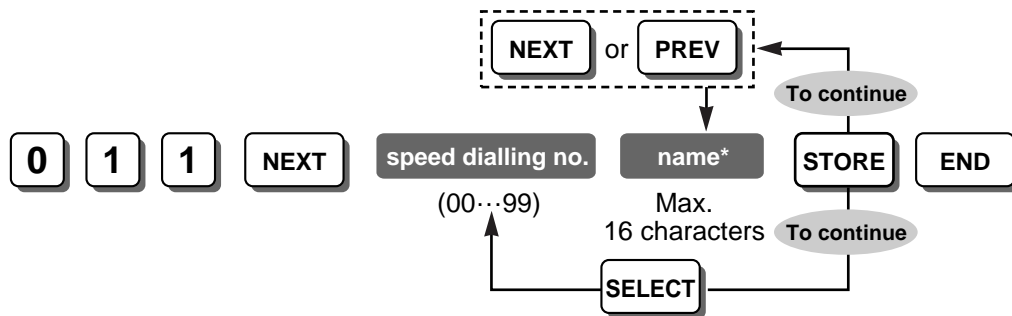 NEXT or PREV
To continue
0 1 1 NEXT speed dialling no. name* STORE END
(00···99) Max.
16 characters To continue
SELECT